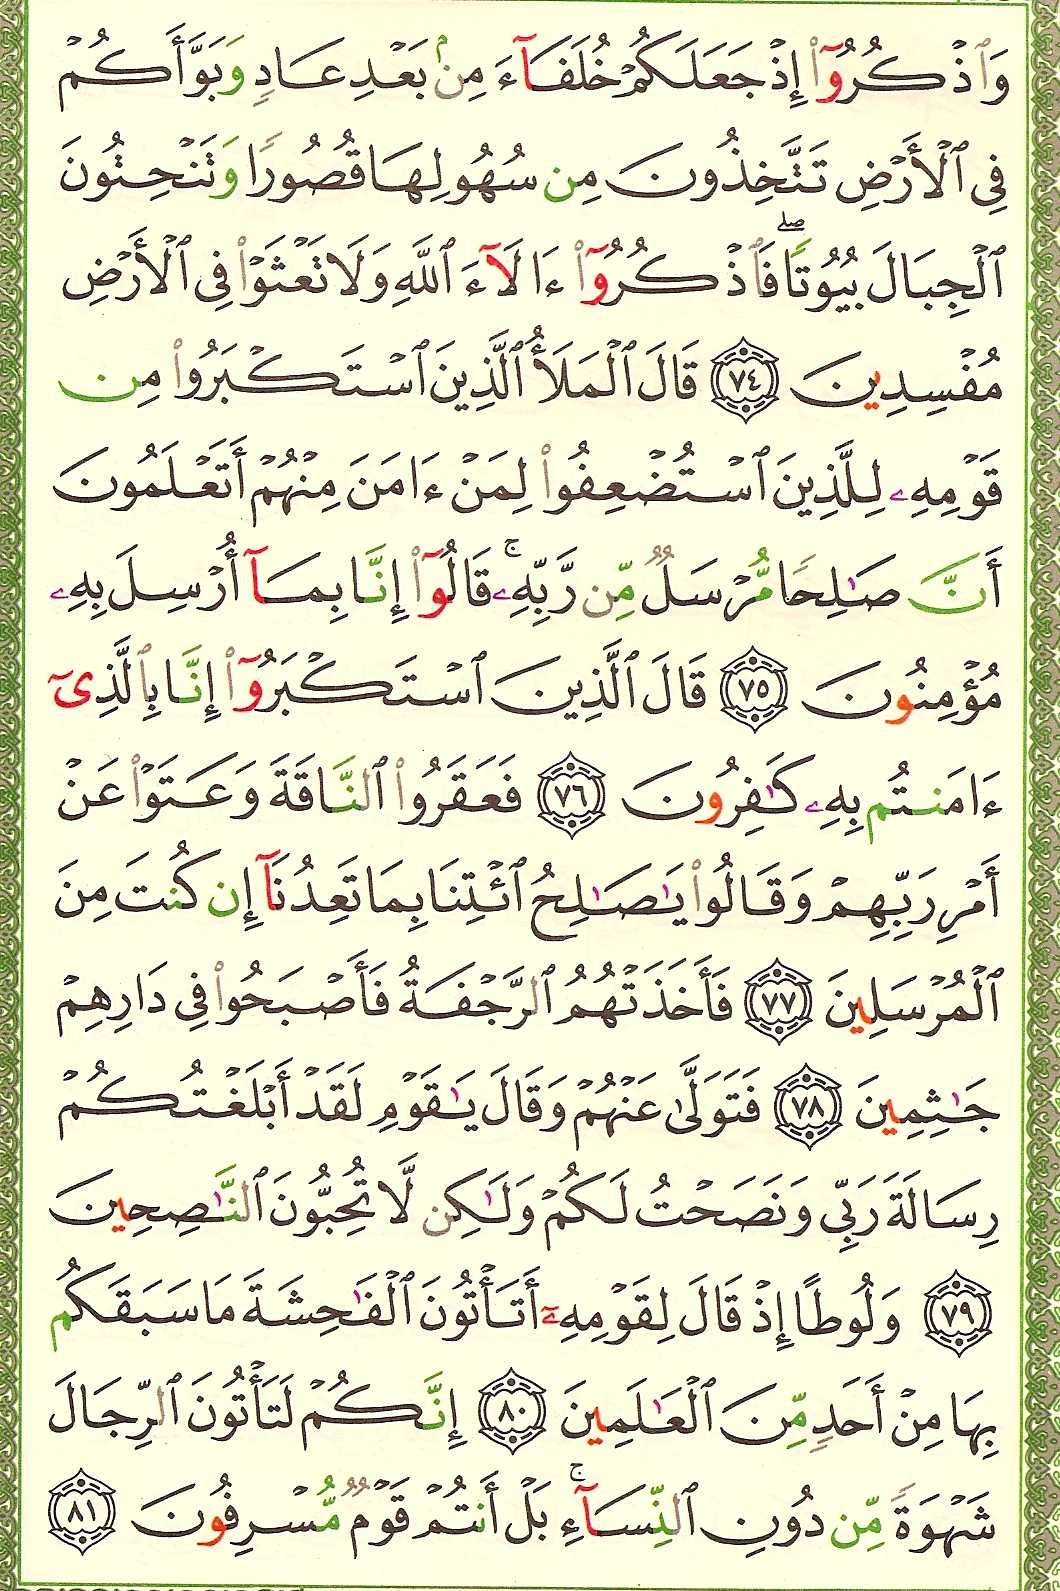 وَٱذۡكُرُوٓاْ إِذۡ جَعَلَكُمۡ خُلَفَآءَ مِنۢ بَعۡدِ عَادٖ وَبَوَّأَكُمۡ
فِي ٱلۡأَرۡضِ تَتَّخِذُونَ مِن سُهُولِهَا قُصُورٗا وَتَنۡحِتُونَ
ٱلۡجِبَالَ بُيُوتٗاۖ فَٱذۡكُرُوٓاْ ءَالَآءَ ٱللَّهِ وَلَا تَعۡثَوۡاْ فِي ٱلۡأَرۡضِ
مُفۡسِدِينَ ٧٤ قَالَ ٱلۡمَلَأُ ٱلَّذِينَ ٱسۡتَكۡبَرُواْ مِن
قَوۡمِهِۦ لِلَّذِينَ ٱسۡتُضۡعِفُواْ لِمَنۡ ءَامَنَ مِنۡهُمۡ أَتَعۡلَمُونَ
أَنَّ صَٰلِحٗا مُّرۡسَلٞ مِّن رَّبِّهِۦۚ قَالُوٓاْ إِنَّا بِمَآ أُرۡسِلَ بِهِۦ
مُؤۡمِنُونَ ٧٥ قَالَ ٱلَّذِينَ ٱسۡتَكۡبَرُوٓاْ إِنَّا بِٱلَّذِيٓ
ءَامَنتُم بِهِۦ كَٰفِرُونَ ٧٦ فَعَقَرُواْ ٱلنَّاقَةَ وَعَتَوۡاْ عَنۡ
أَمۡرِ رَبِّهِمۡ وَقَالُواْ يَٰصَٰلِحُ ٱئۡتِنَا بِمَا تَعِدُنَآ إِن كُنتَ مِنَ
ٱلۡمُرۡسَلِينَ ٧٧ فَأَخَذَتۡهُمُ ٱلرَّجۡفَةُ فَأَصۡبَحُواْ فِي دَارِهِمۡ
جَٰثِمِينَ ٧٨ فَتَوَلَّىٰ عَنۡهُمۡ وَقَالَ يَٰقَوۡمِ لَقَدۡ أَبۡلَغۡتُكُمۡ
رِسَالَةَ رَبِّي وَنَصَحۡتُ لَكُمۡ وَلَٰكِن لَّا تُحِبُّونَ ٱلنَّٰصِحِينَ
٧٩ وَلُوطًا إِذۡ قَالَ لِقَوۡمِهِۦٓ أَتَأۡتُونَ ٱلۡفَٰحِشَةَ مَا سَبَقَكُم
بِهَا مِنۡ أَحَدٖ مِّنَ ٱلۡعَٰلَمِينَ ٨٠ إِنَّكُمۡ لَتَأۡتُونَ ٱلرِّجَالَ
شَهۡوَةٗ مِّن دُونِ ٱلنِّسَآءِۚ بَلۡ أَنتُمۡ قَوۡمٞ مُّسۡرِفُونَ ٨١